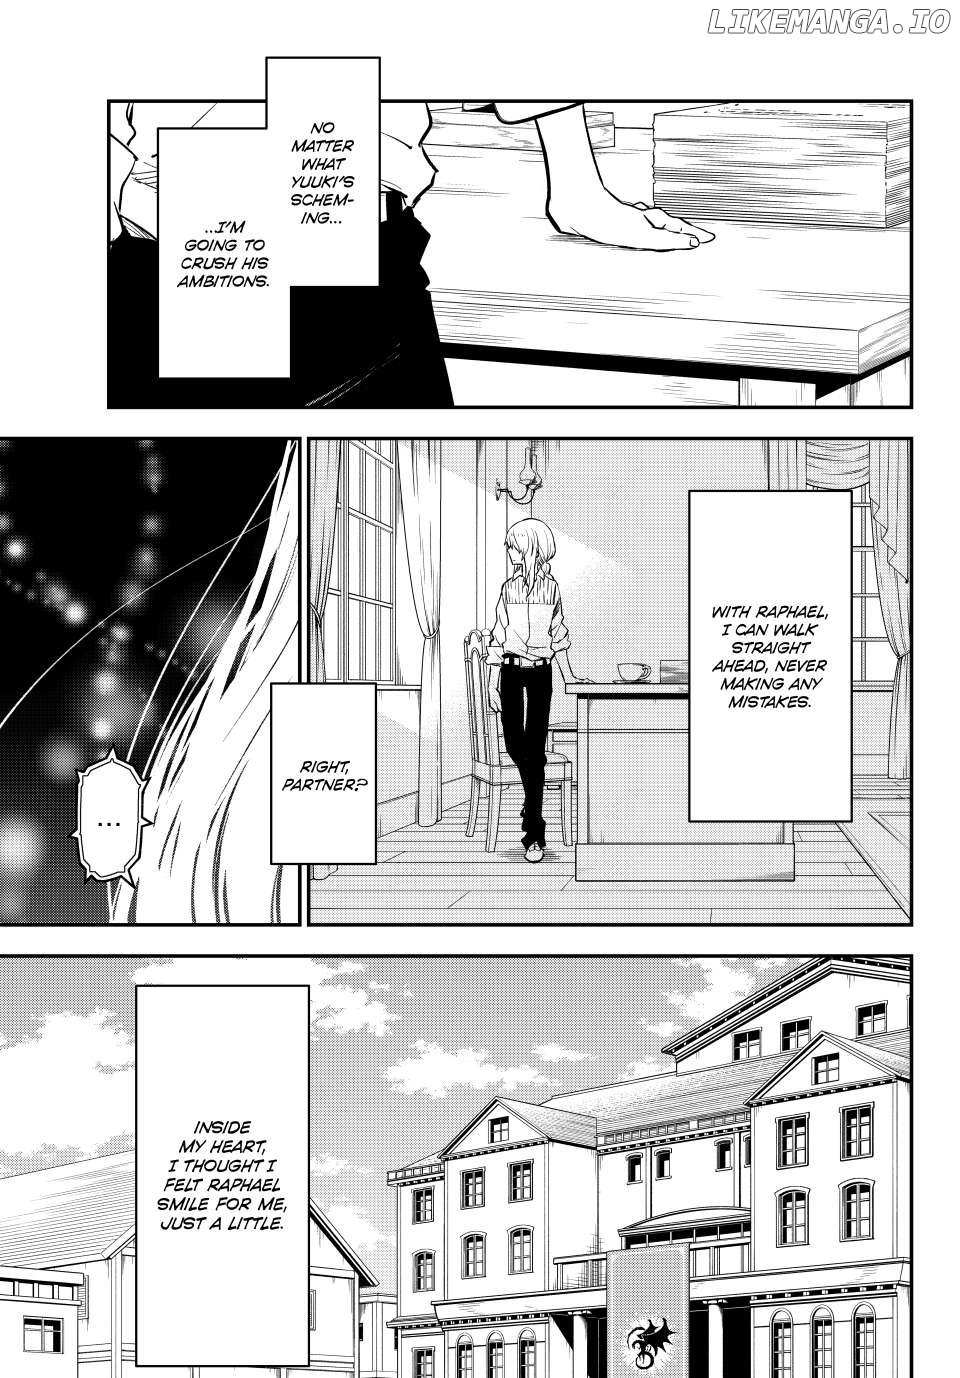 LIKEMANGA.IO
NO
MATTER
WHAT
YUUKI'S
SCHEM-
ING...
...I'M
GOING TO
CRUSH HIS
AMBITIONS.
WITH RAPHAEL,
I CAN WALK
STRAIGHT
AHEAD, NEVER
MAKING ANY
MISTAKES.
RIGHT,
PARTNER?
...
INSIDE
MY HEART,
I THOUGHT I
FELT RAPHAEL
SMILE FOR ME,
JUST A LITTLE.